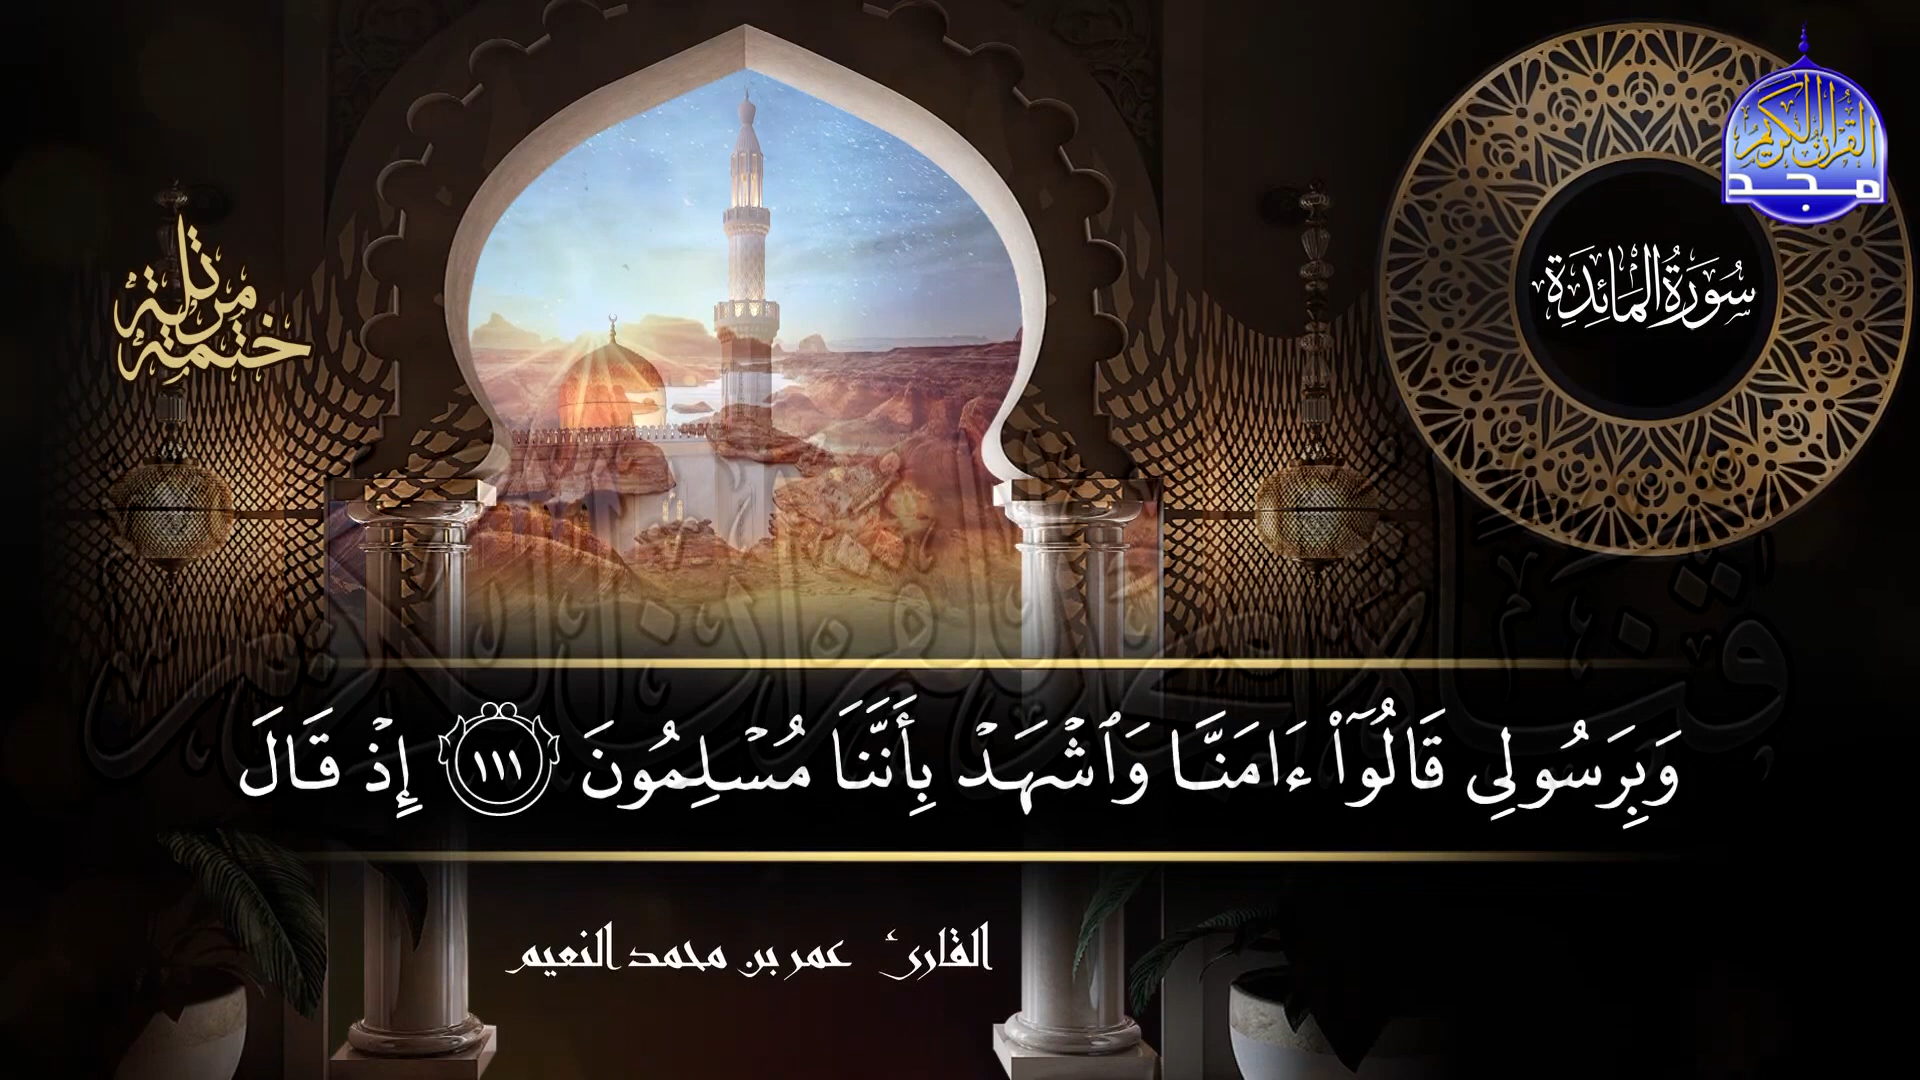 القرآن الكريم
مجد
سُورَةُ الْمَائِدَةِ
ختمة
مرتلة
وَبِرَسُولِي قَالُوٓاْ ءَامَنَّا وَٱشْهَدْ بِأَنَّنَا مُسْلِمُونَ ١١١ إِذْ قَالَ
القارئ عمر بن محمد النعيم